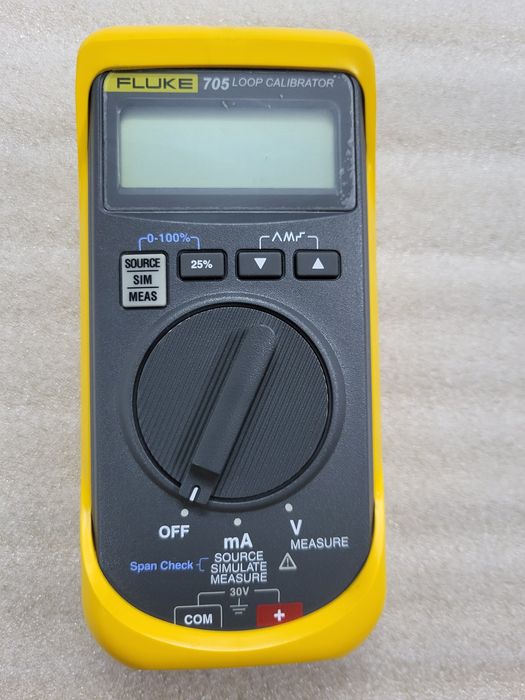 FLUKE 705 LOOP CALIBRATOR
0-100%
SOURCE
SIM
MEAS
25%
OFF
mA
V
MEASURE
Span Check
SOURCE
SIMULATE
MEASURE
30V
COM
+